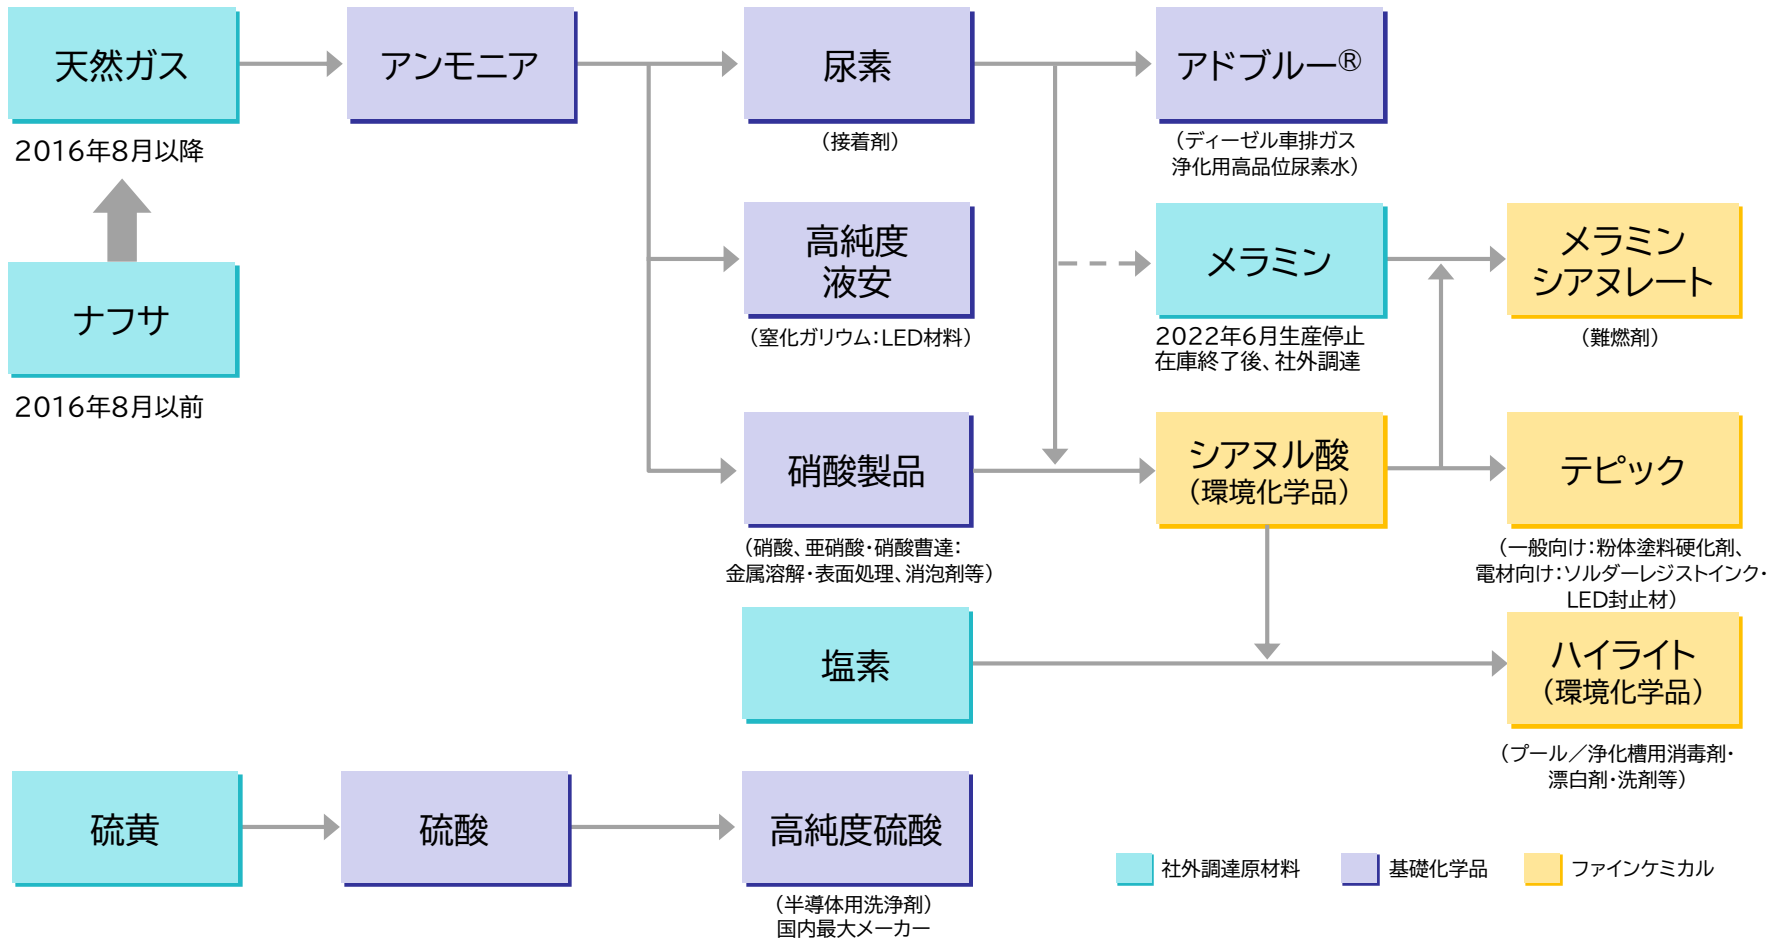 天然ガス
2016年8月以降
ナフサ
2016年8月以前
アンモニア
尿素
（接着剤）
アドブルー®
（ディーゼル車排ガス
浄化用高品位尿素水）
高純度
液安
（窒化ガリウム：LED材料）
メラミン
2022年6月生産停止
在庫終了後、社外調達
メラミン
シアヌレート
（難燃剤）
硝酸製品
（硝酸、亜硝酸・硝酸曹達：
金属溶解・表面処理、消泡剤等）
シアヌル酸
（環境化学品）
テピック
（一般向け：粉体塗料硬化剤、
電材向け：ソルダーレジストインク・
LED封止材）
塩素
ハイライト
（環境化学品）
（プール／浄化槽用消毒剤・
漂白剤・洗剤等）
硫黄
硫酸
高純度硫酸
（半導体用洗浄剤）
国内最大メーカー
社外調達原材料
基礎化学品
ファインケミカル